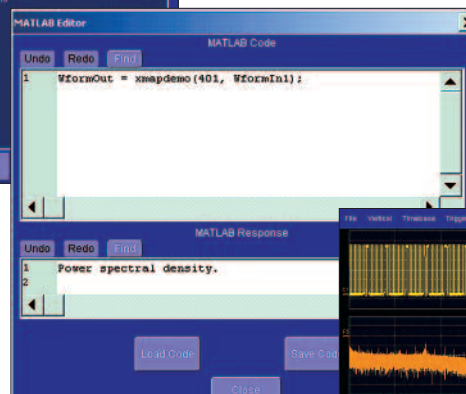 MATLAB Editor
MATLAB Code
Undo Redo Find
1 WformOut = xmapdemo(401, WformIn1);
MATLAB Response
Undo Redo Find
1 Power spectral density.
2
File Vertical Timebase Trigge
Load Code Save Cod
Close